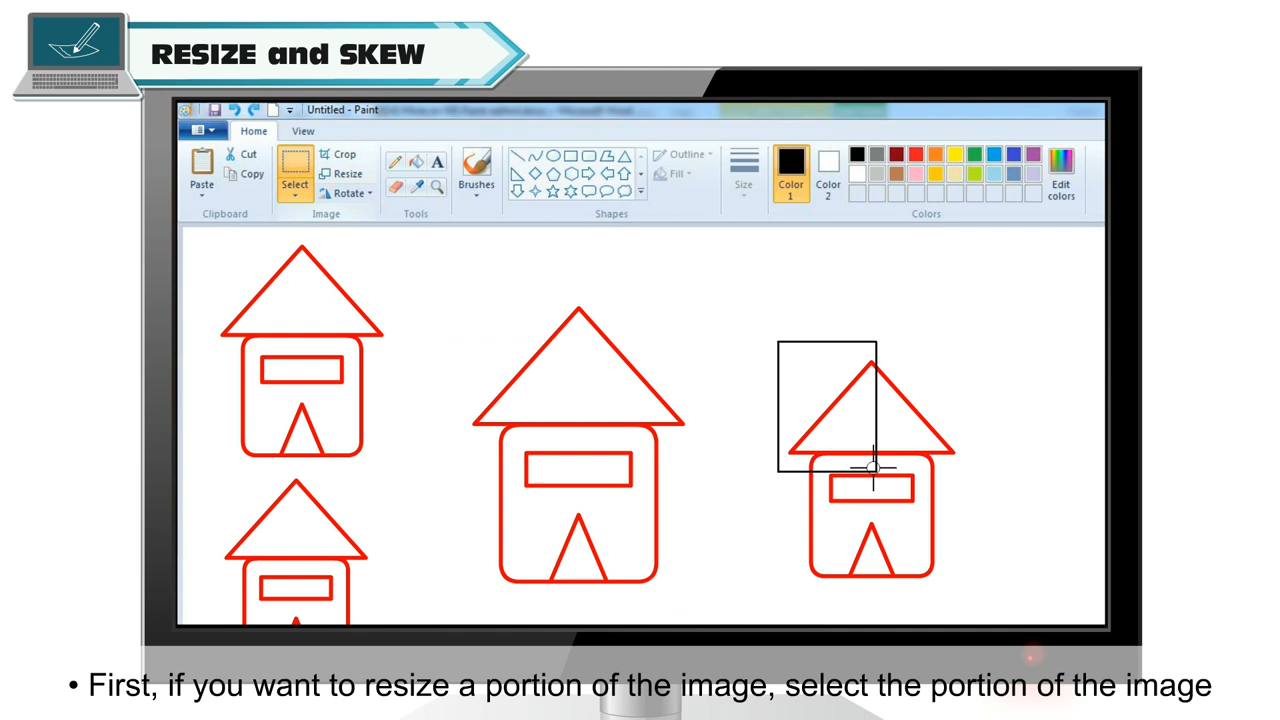 RESIZE and SKEW
Untitled - Paint
Home View
Paste
Cut
Copy
Clipboard
Select
Crop
Resize
Rotate
Image
A
Tools
Brushes
Outline
Fill
Shapes
Size
Color
1
Color
2
Edit
colors
Colors
• First, if you want to resize a portion of the image, select the portion of the image